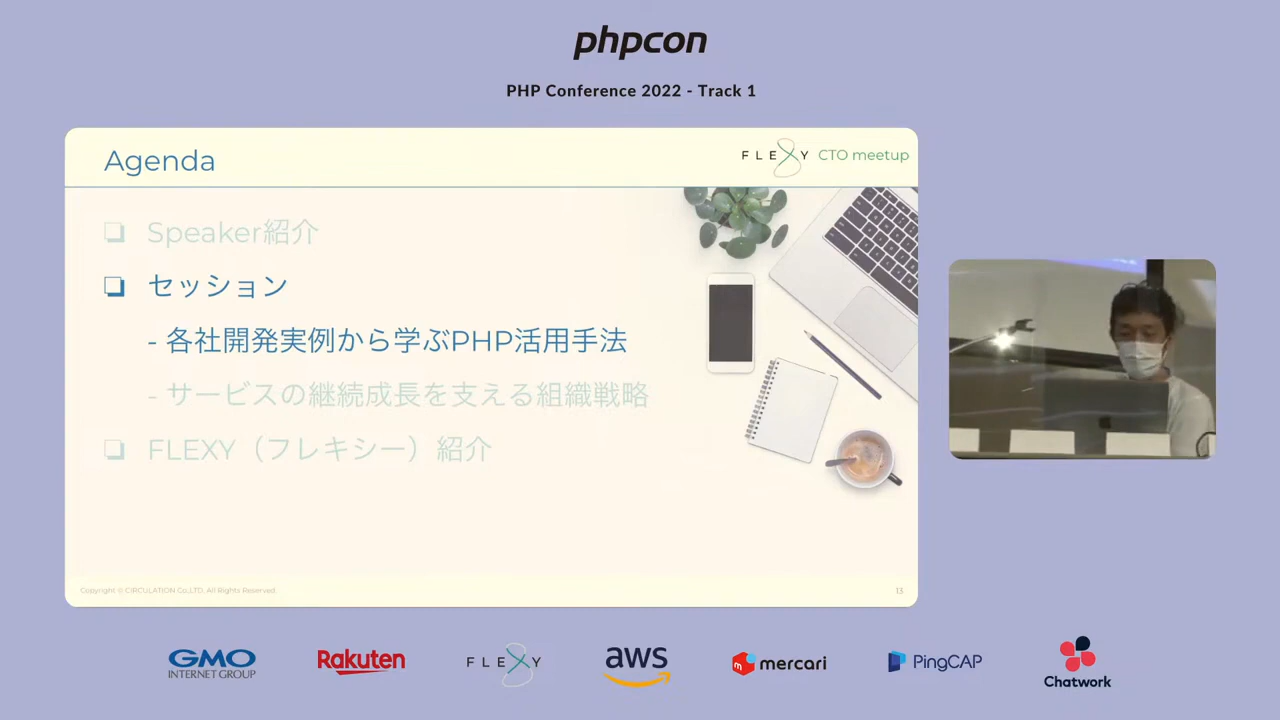 phpcon
PHP Conference 2022 - Track 1
Agenda
FLEXY CTO meetup
Speaker紹介
セッション
- 各社開発実例から学ぶPHP活用手法
- サービスの継続成長を支える組織戦略
FLEXY（フレキシー）紹介
Copyright © CIRCULATION Co.,LTD. All Rights Reserved.
13
GMO
INTERNET GROUP
Rakuten
FLEXY
aws
mercari
PingCAP
Chatwork